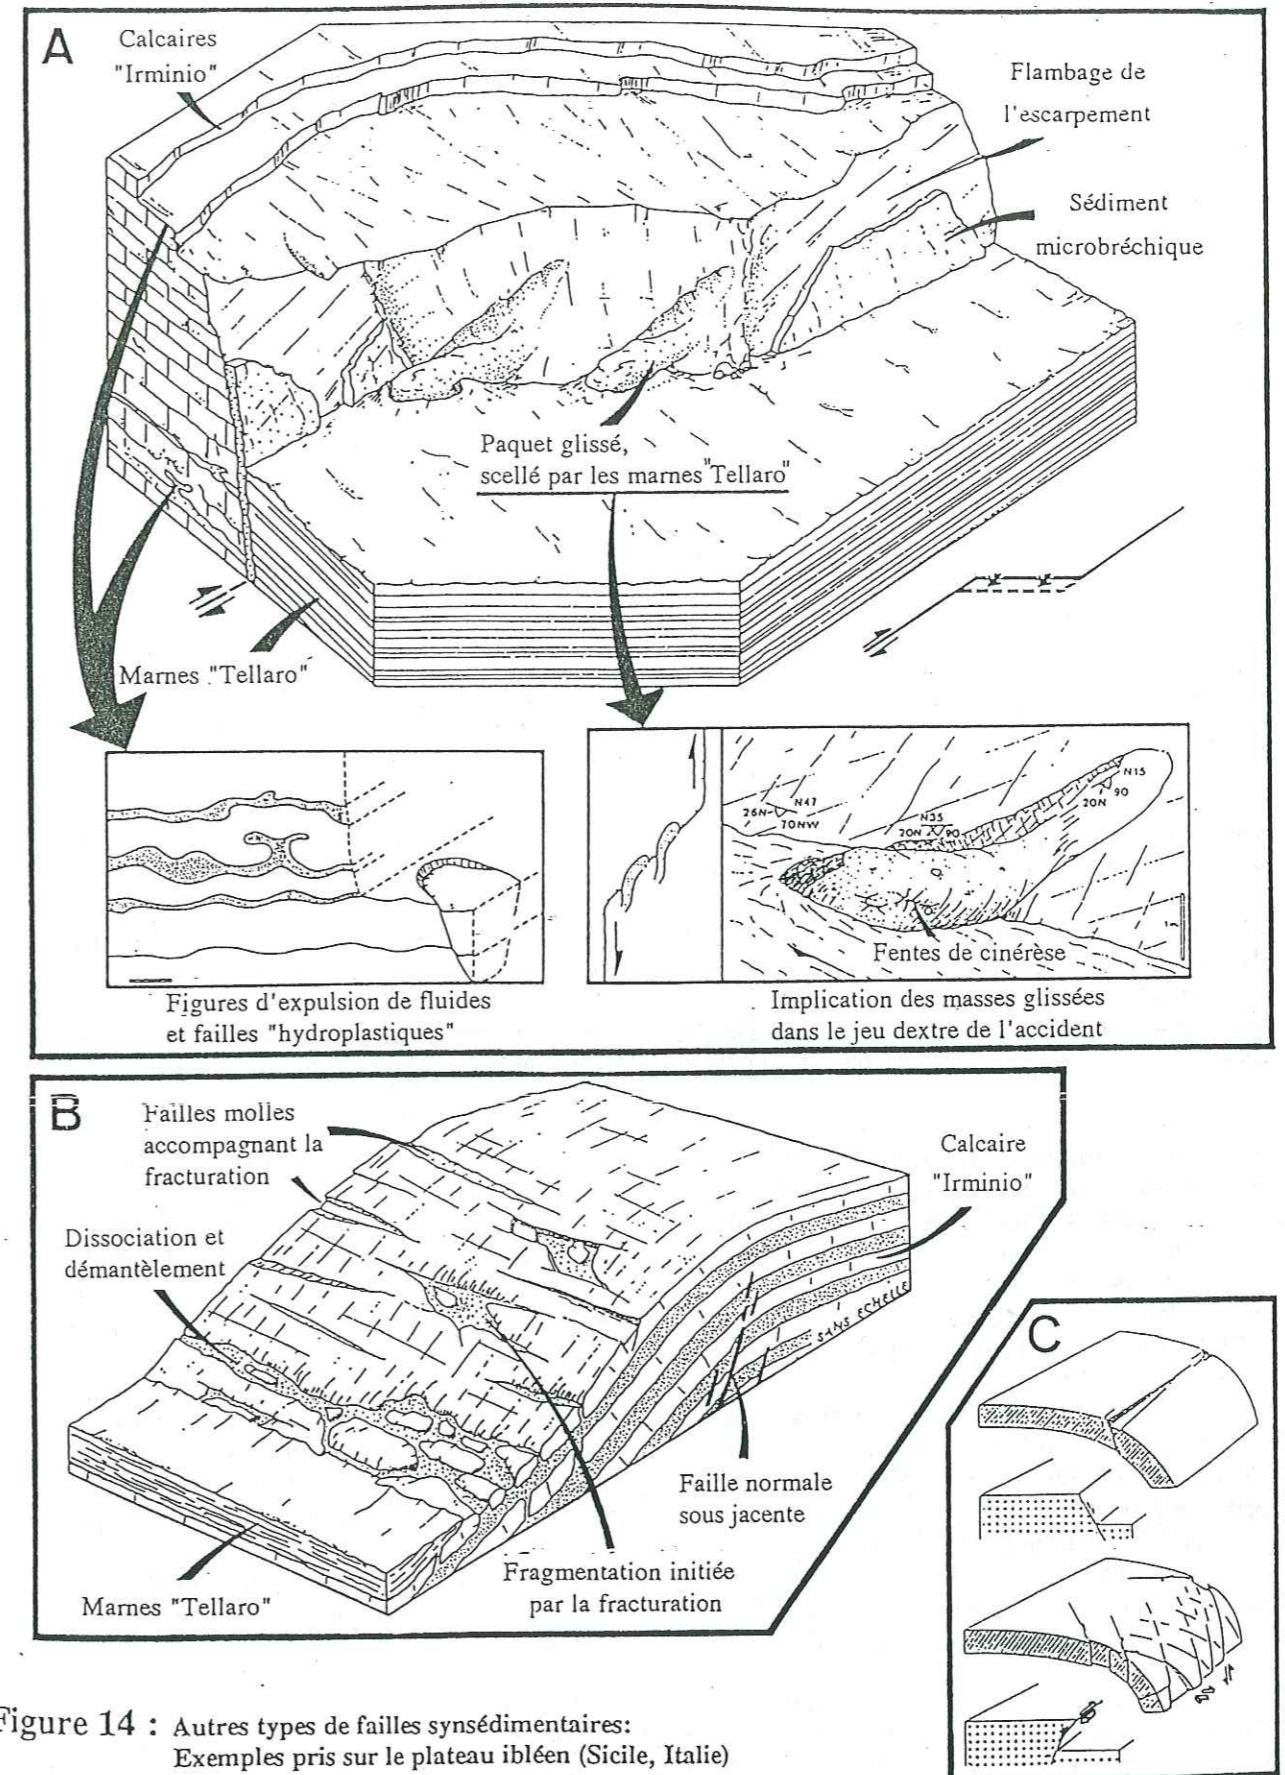 A
Calcaires
"Irminio"
Flambage de
l'escarpement
Sédiment
microbréchique
Paquet glissé,
scellé par les marnes "Tellaro"
Marnes "Tellaro"
N47
26N
70NW
N35
20N
90
N15
20N
90
Fentes de cinérèse
Figures d'expulsion de fluides
et failles "hydroplastiques"
Implication des masses glissées
dans le jeu dextre de l'accident
B
Failles molles
accompagnant la
fracturation
Calcaire
"Irminio"
Dissociation et
démantèlement
SANS ECHELLE
C
Faille normale
sous jacente
Fragmentation initiée
par la fracturation
Marnes "Tellaro"
Figure 14 : Autres types de failles synsédimentaires:
Exemples pris sur le plateau ibléen (Sicile, Italie)